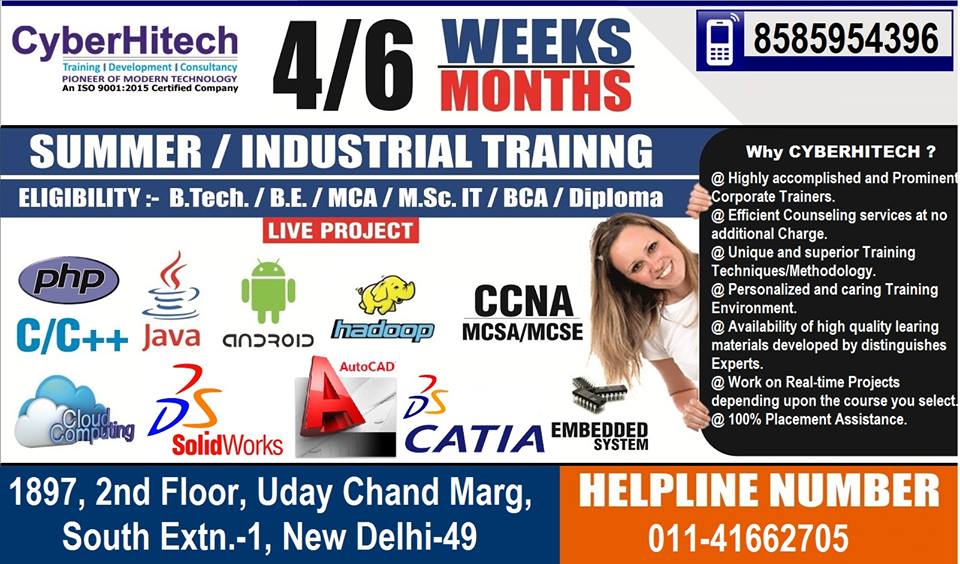 CyberHitech
Training | Development | Consultancy
PIONEER OF MODERN TECHNOLOGY
An ISO 9001:2015 Certified Company
4/6
WEEKS
MONTHS
8585954396
SUMMER / INDUSTRIAL TRAINNG
ELIGIBILITY :- B.Tech. / B.E. / MCA / M.Sc. IT / BCA / Diploma
LIVE PROJECT
php
C/C++
Java
ANDROID
hadoop
CCNA
MCSA/MCSE
Cloud
Computing
SolidWorks
AutoCAD
CATIA
EMBEDDED
SYSTEM
Why CYBERHITECH ?
@ Highly accomplished and Prominent
Corporate Trainers.
@ Efficient Counseling services at no
additional Charge.
@ Unique and superior Training
Techniques/Methodology.
@ Personalized and caring Training
Environment.
@ Availability of high quality learing
materials developed by distinguishes
Experts.
@ Work on Real-time Projects
depending upon the course you select.
@ 100% Placement Assistance.
1897, 2nd Floor, Uday Chand Marg,
South Extn.-1, New Delhi-49
HELPLINE NUMBER
011-41662705